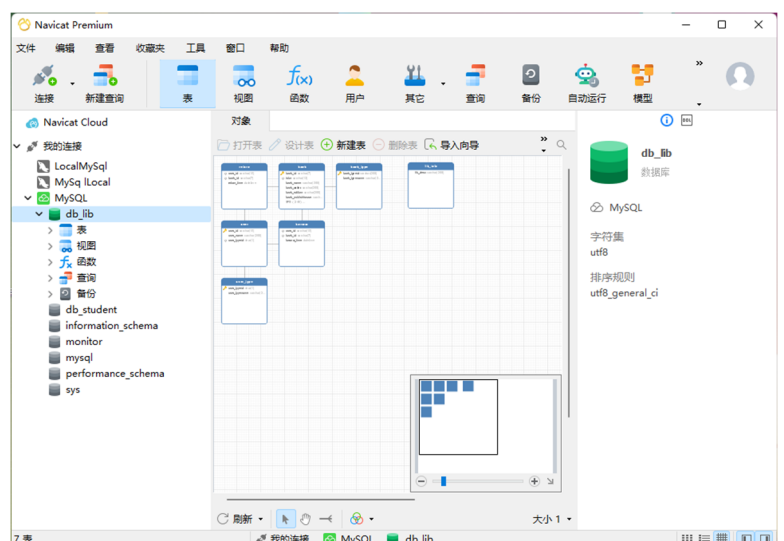 Navicat Premium
文件 编辑 查看 收藏夹 工具 窗口 帮助
f(x)
连接 新建查询 表 视图 函数 用户 其它 查询 备份 自动运行 模型
Navicat Cloud
对象
我的连接
打开表 设计表 新建表 删除表 导入向导
DDL
LocalMySql
MySq lLocal
MySQL
db_lib
表
视图
函数
查询
备份
db_student
information_schema
monitor
mysql
performance_schema
sys
db_lib
数据库
MySQL
字符集
utf8
排序规则
utf8_general_ci
刷新
大小 1
7 表
我的连接 MySQL db_lib